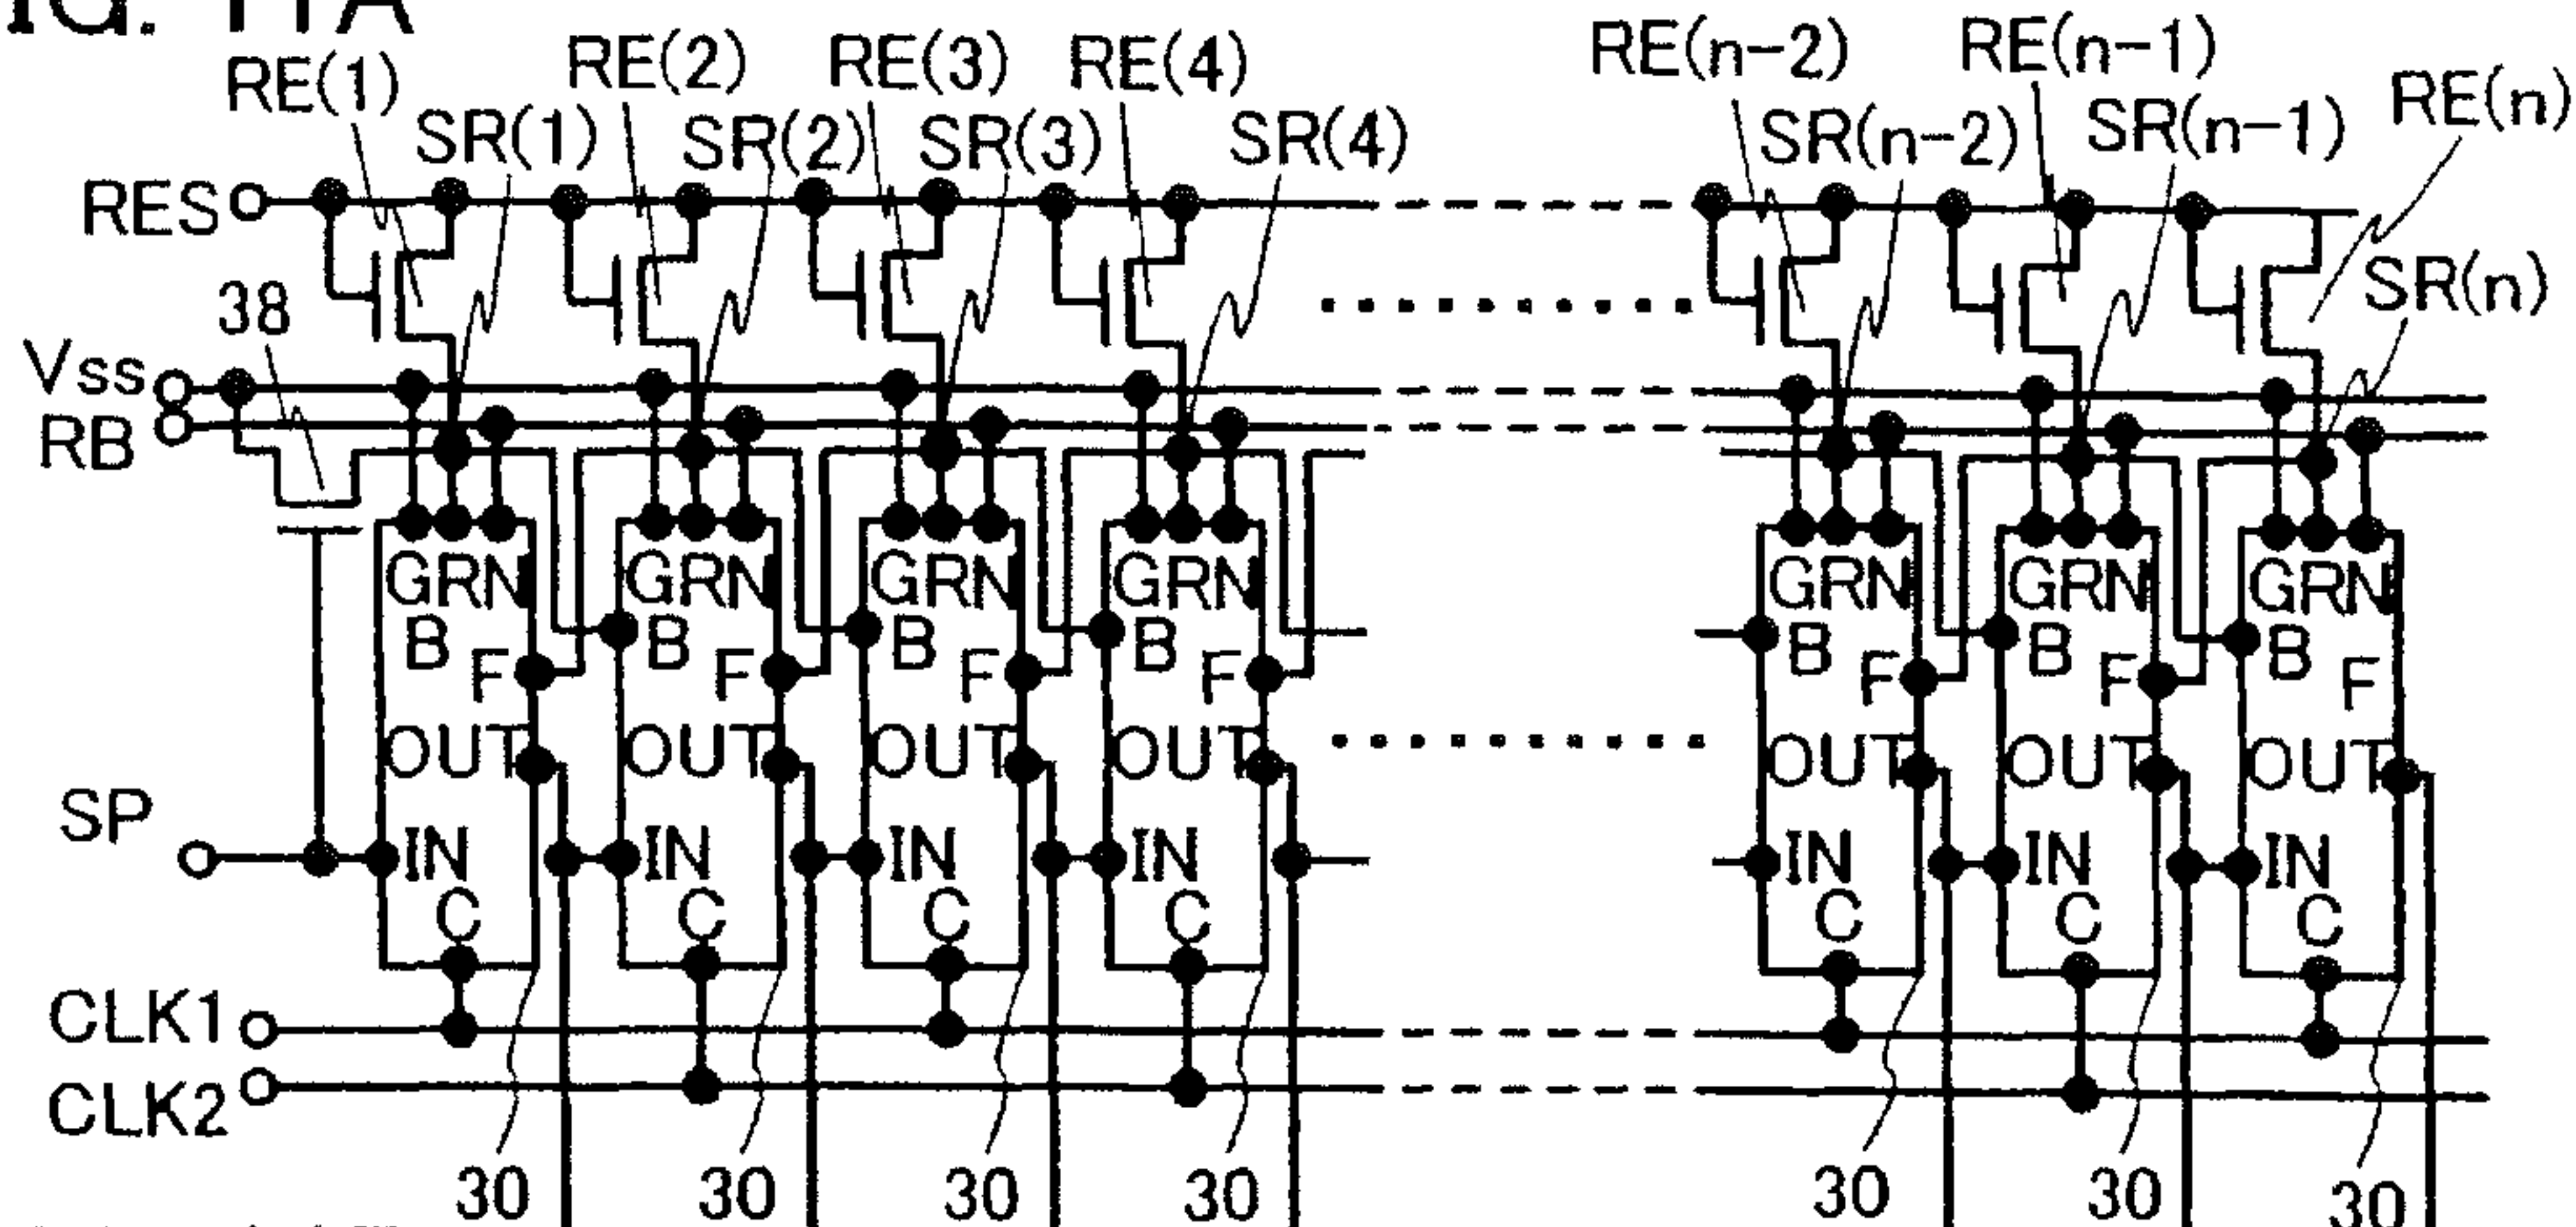 FIG. 11A
RE(1) RE(2) RE(3) RE(4) RE(n-2) RE(n-1) RE(n)
SR(1) SR(2) SR(3) SR(4) SR(n-2) SR(n-1)
RES
SR(n)
38
Vss
RB
GRN GRN GRN GRN GRN GRN GRN
B B B B B B B
F F F F F F F
OUT OUT OUT OUT OUT OUT OUT
SP
IN IN IN IN IN IN IN
C C C C C C C
CLK1
CLK2
30 30 30 30 30 30 30